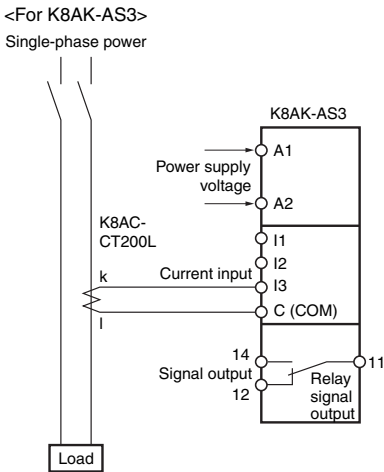 <For K8AK-AS3>
Single-phase power
K8AK-AS3
A1
Power supply
voltage
A2
K8AC-
CT200L
I1
I2
k
Current input
I3
C (COM)
l
14
11
Signal output
12
Relay
signal
output
Load